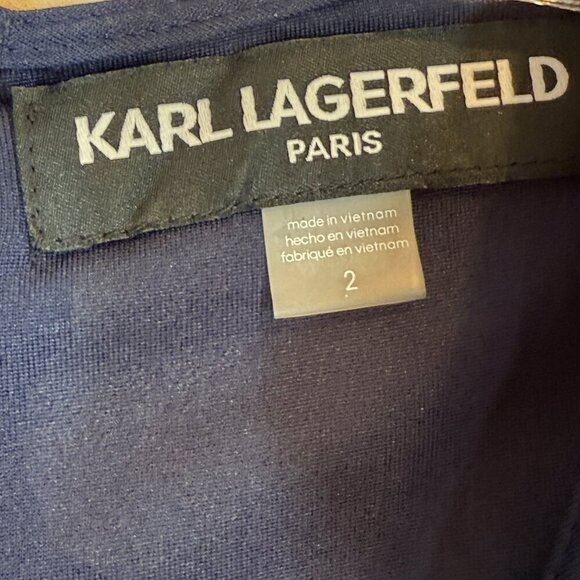 KARL LAGERFELD
PARIS
made in vietnam
hecho en vietnam
fabriqué en vietnam
2